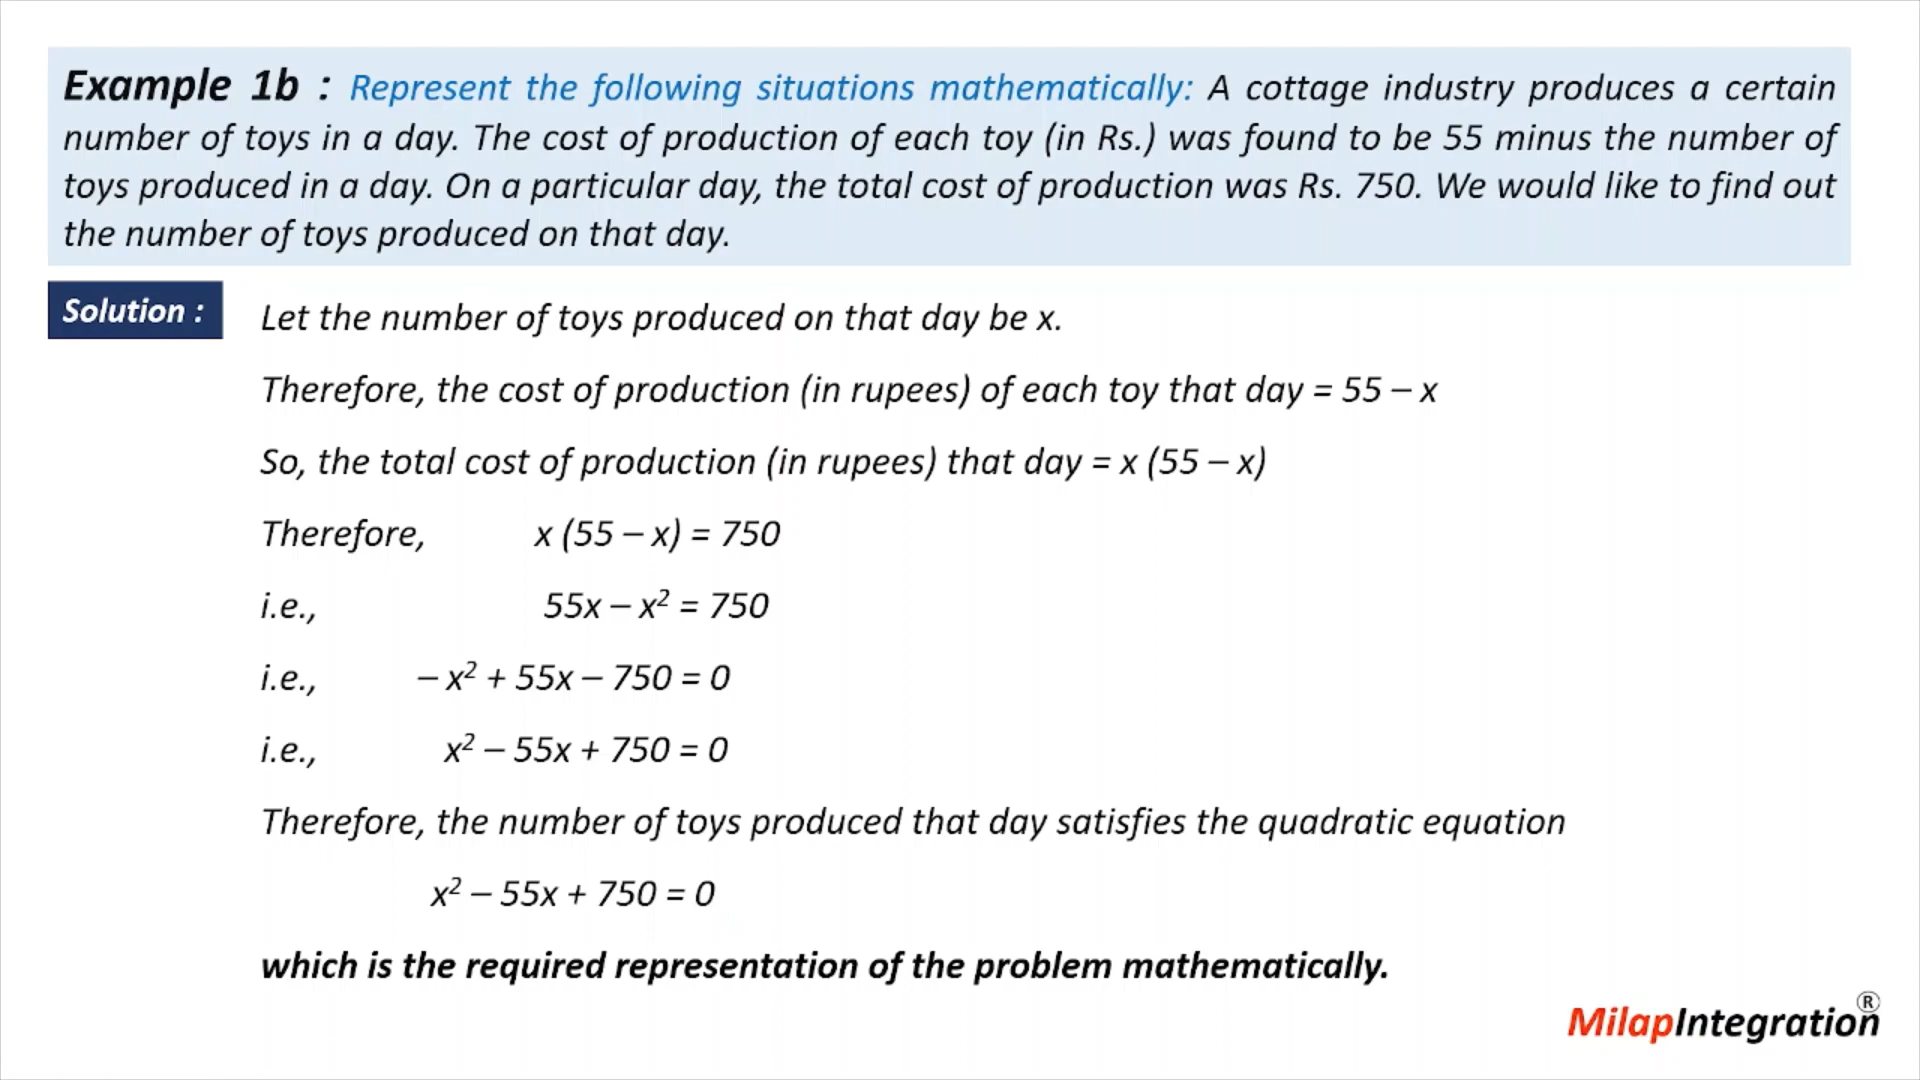 Example 1b : Represent the following situations mathematically: A cottage industry produces a certain
number of toys in a day. The cost of production of each toy (in Rs.) was found to be 55 minus the number of
toys produced in a day. On a particular day, the total cost of production was Rs. 750. We would like to find out
the number of toys produced on that day.
Solution :
Let the number of toys produced on that day be x.
Therefore, the cost of production (in rupees) of each toy that day = 55 – x
So, the total cost of production (in rupees) that day = x (55 – x)
Therefore, x (55 – x) = 750
i.e., 55x – x² = 750
i.e., – x² + 55x – 750 = 0
i.e., x² – 55x + 750 = 0
Therefore, the number of toys produced that day satisfies the quadratic equation
x² – 55x + 750 = 0
which is the required representation of the problem mathematically.
MilapIntegration®